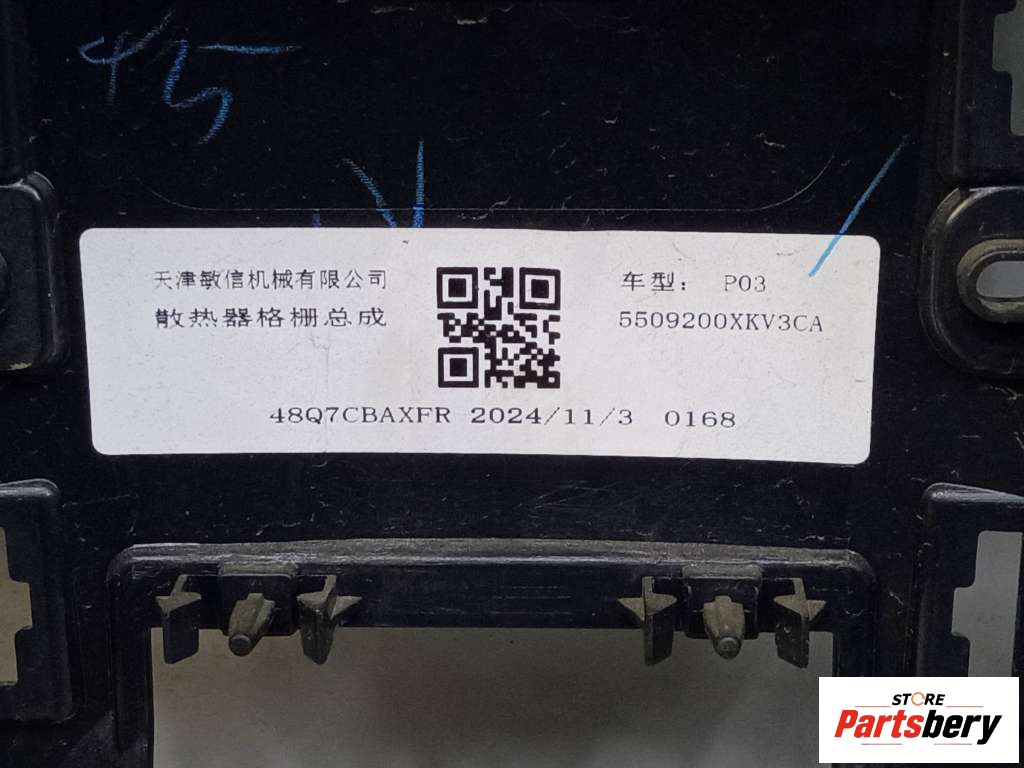 45
天津敏信机械有限公司
车型: P03
散热器格栅总成
5509200XKV3CA
48Q7CBAXFR 2024/11/3 0168
STORE
Partsbery